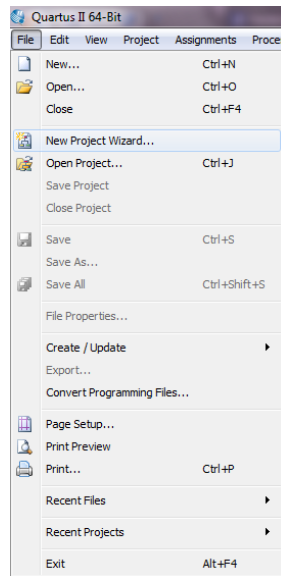 Quartus II 64-Bit
File Edit View Project Assignments Proce
New... Ctrl+N
Open... Ctrl+O
Close Ctrl+F4
New Project Wizard...
Open Project... Ctrl+J
Save Project
Close Project
Save Ctrl+S
Save As...
Save All Ctrl+Shift+S
File Properties...
Create / Update
Export...
Convert Programming Files...
Page Setup...
Print Preview
Print... Ctrl+P
Recent Files
Recent Projects
Exit Alt+F4